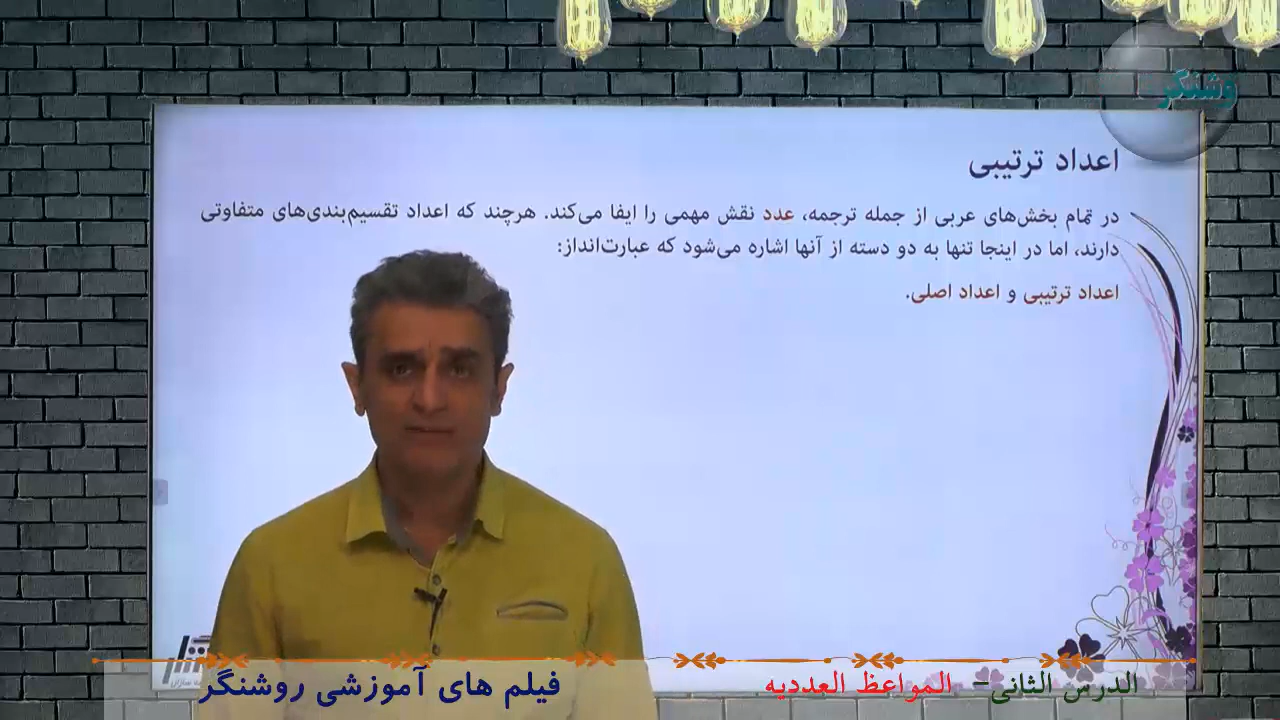 وشنگر
اعداد ترتیبی
در تمام بخش‌های عربی از جمله ترجمه، عدد نقش مهمی را ایفا می‌کند. هرچند که اعداد تقسیم‌بندی‌های متفاوتی
دارند، اما در اینجا تنها به دو دسته از آنها اشاره می‌شود که عبارت‌انداز:
اعداد ترتیبی و اعداد اصلی.
الدرس الثانی- المواعظ العددیه
فیلم های آموزشی روشنگر